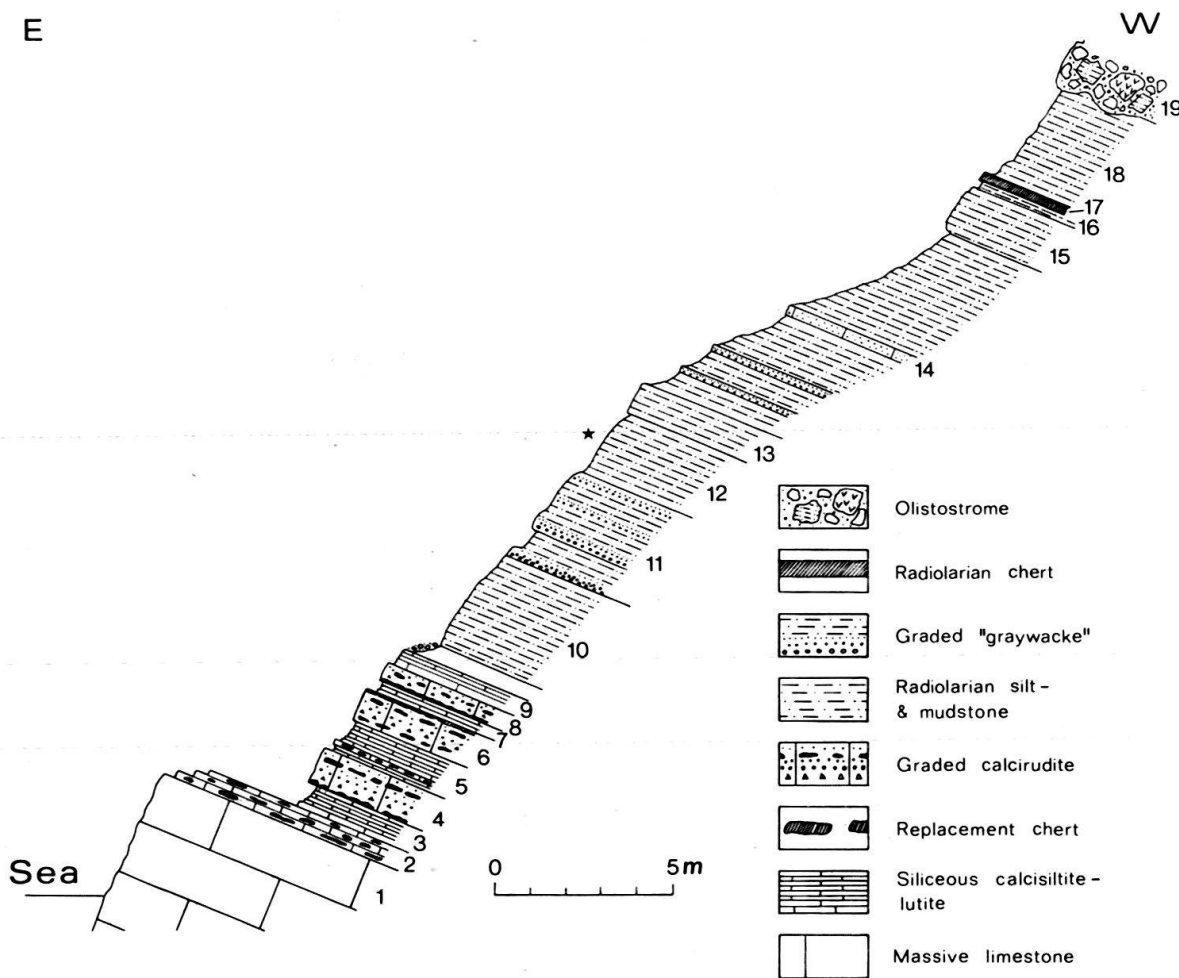 E
W
19
18
17
16
15
14
13
12
11
10
9
8
7
6
5
4
3
2
1
Sea
0 5 m
Olistostrome
Radiolarian chert
Graded "graywacke"
Radiolarian silt-
& mudstone
Graded calcirudite
Replacement chert
Siliceous calcisiltite-
lutite
Massive limestone